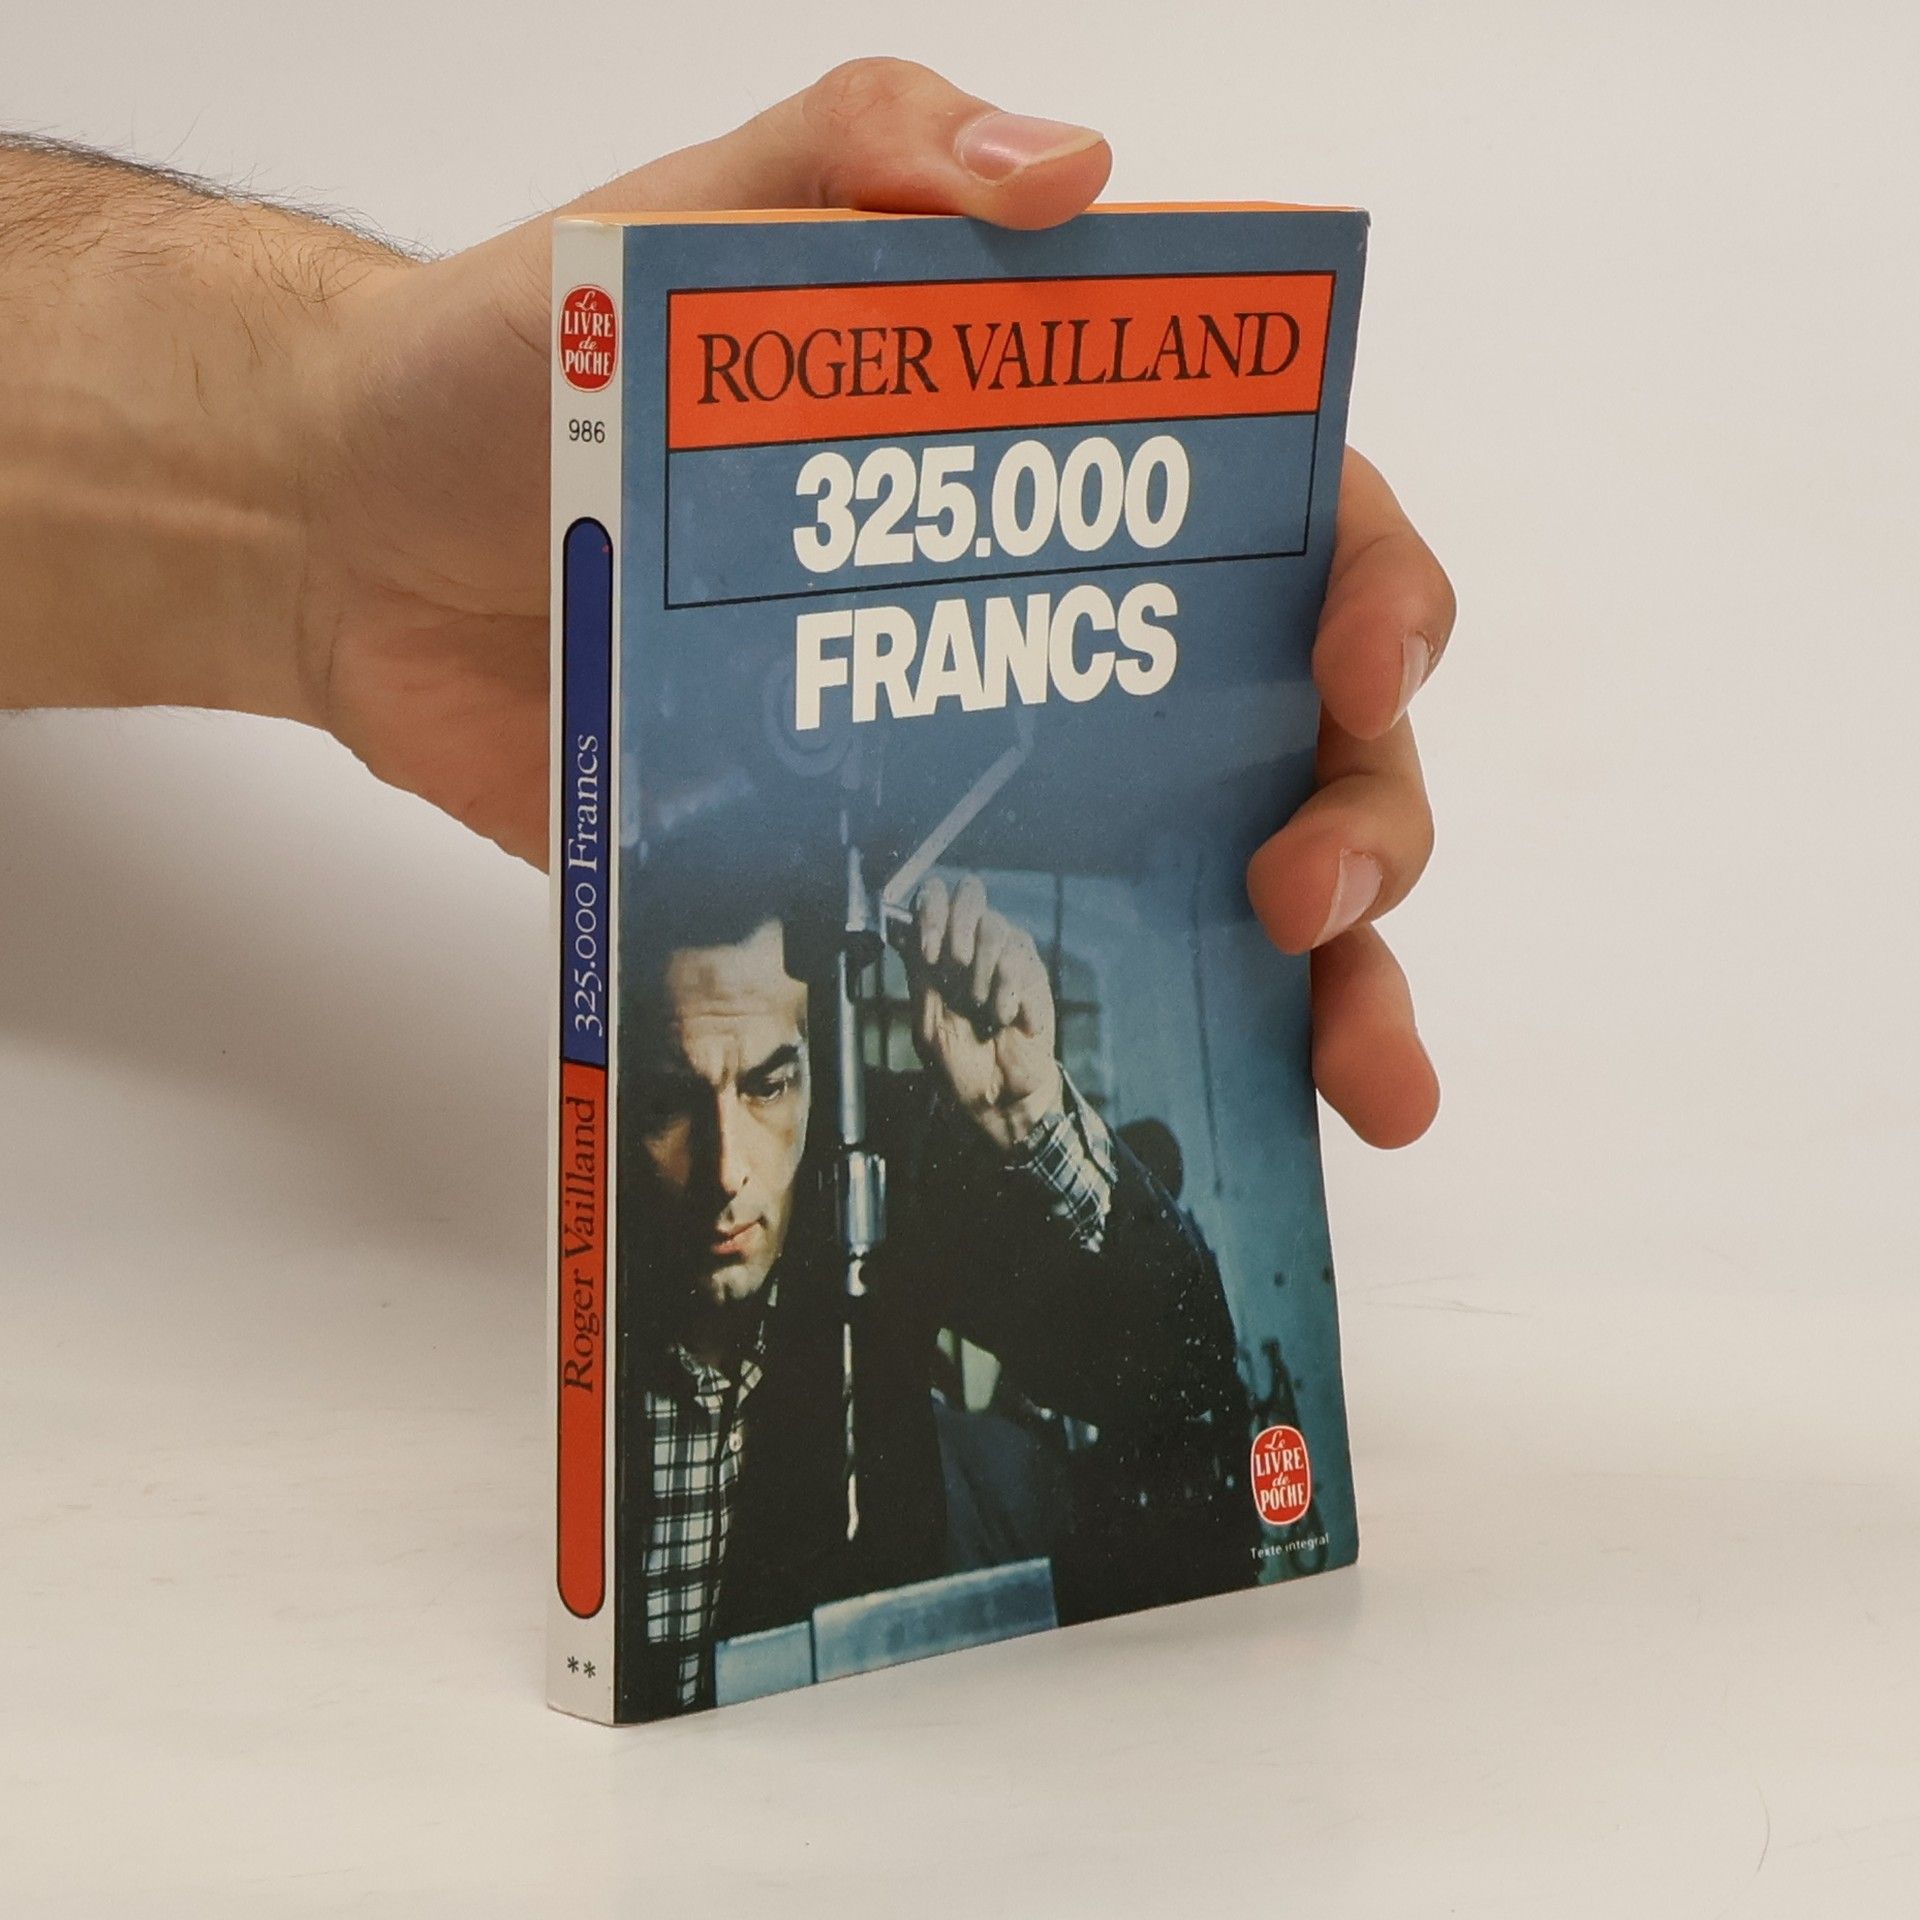 Le
LIVRE
de
POCHE
986
325.000 Francs
Roger Vailland
**
ROGER VAILLAND
325.000
FRANCS
Le
LIVRE
de
POCHE
Texte intégral